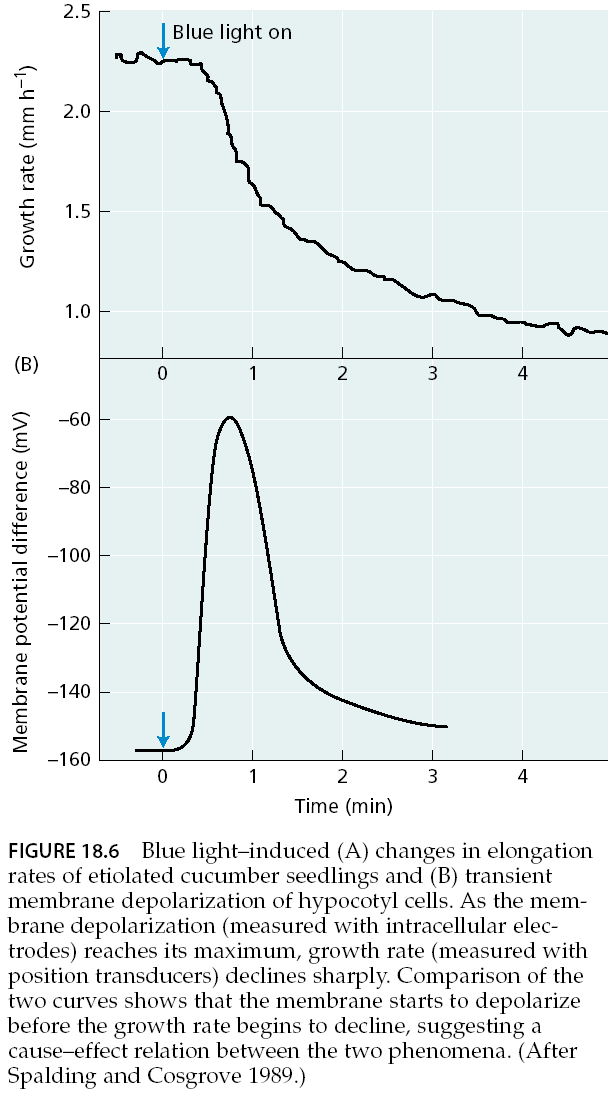 2.5
Blue light on
2.0
Growth rate (mm h–1)
1.5
1.0
(B)
0 1 2 3 4
–60
–80
Membrane potential difference (mV)
–100
–120
–140
–160
0 1 2 3 4
Time (min)
FIGURE 18.6 Blue light–induced (A) changes in elongation
rates of etiolated cucumber seedlings and (B) transient
membrane depolarization of hypocotyl cells. As the mem-
brane depolarization (measured with intracellular elec-
trodes) reaches its maximum, growth rate (measured with
position transducers) declines sharply. Comparison of the
two curves shows that the membrane starts to depolarize
before the growth rate begins to decline, suggesting a
cause–effect relation between the two phenomena. (After
Spalding and Cosgrove 1989.)